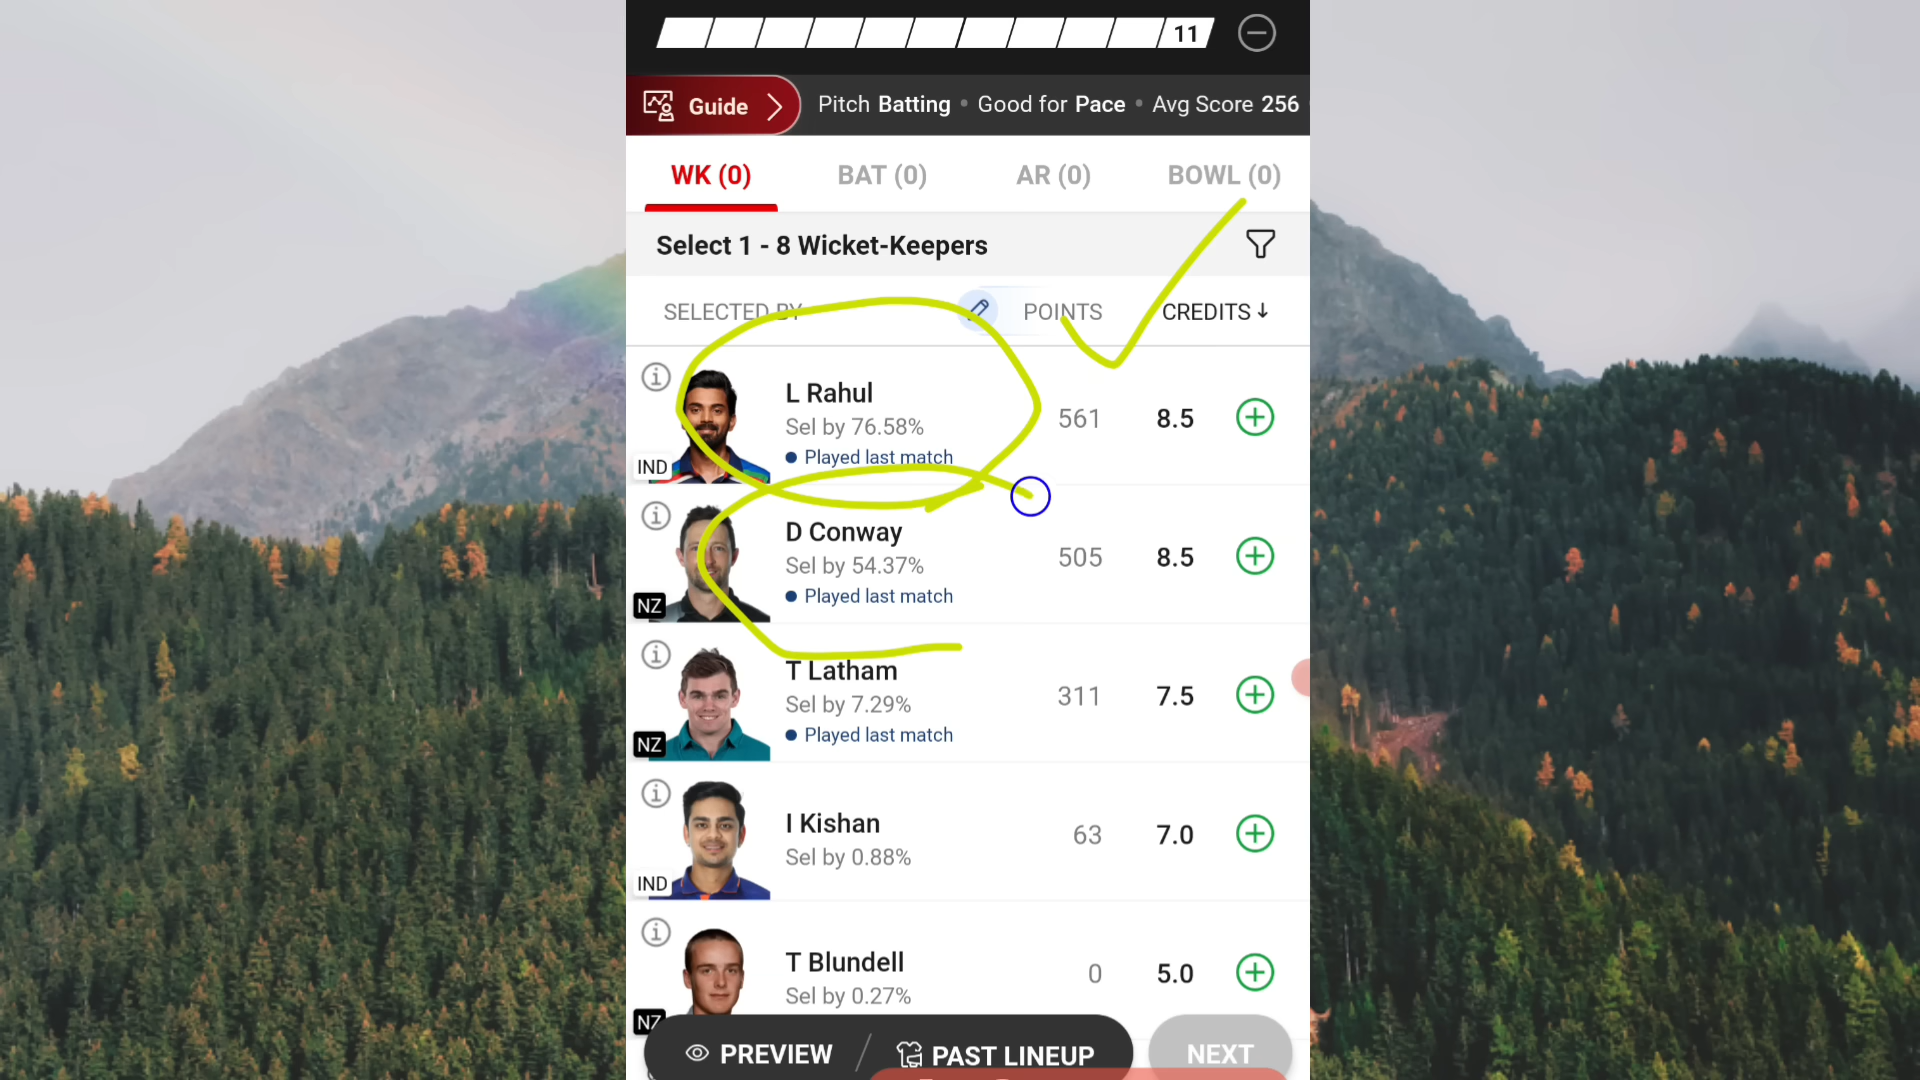 11
Guide
Pitch Batting • Good for Pace • Avg Score 256
WK (0) BAT (0) AR (0) BOWL (0)
Select 1 - 8 Wicket-Keepers
SELECTED BY POINTS CREDITS ↓
L Rahul
Sel by 76.58%
Played last match
IND
561 8.5
D Conway
Sel by 54.37%
Played last match
NZ
505 8.5
T Latham
Sel by 7.29%
Played last match
NZ
311 7.5
I Kishan
Sel by 0.88%
IND
63 7.0
T Blundell
Sel by 0.27%
NZ
0 5.0
PREVIEW / PAST LINEUP
NEXT